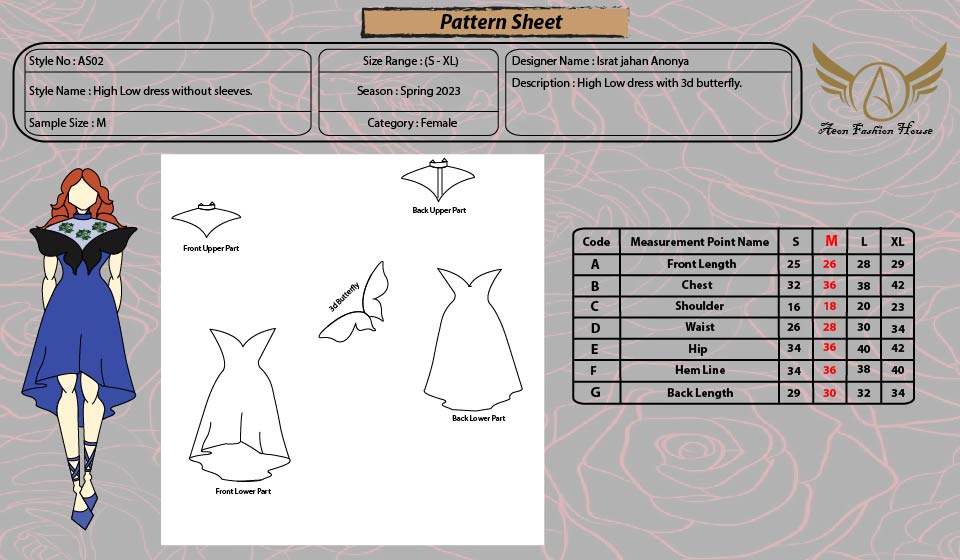 Pattern Sheet
Style No : AS02
Style Name : High Low dress without sleeves.
Sample Size : M
Size Range : (S - XL)
Season : Spring 2023
Category : Female
Designer Name : Israt jahan Anonya
Description : High Low dress with 3d butterfly.
Aeon Fashion House
Front Upper Part
Back Upper Part
3d Butterfly
Front Lower Part
Back Lower Part
Code Measurement Point Name S M L XL
A Front Length 25 26 28 29
B Chest 32 36 38 42
C Shoulder 16 18 20 23
D Waist 26 28 30 34
E Hip 34 36 40 42
F Hem Line 34 36 38 40
G Back Length 29 30 32 34